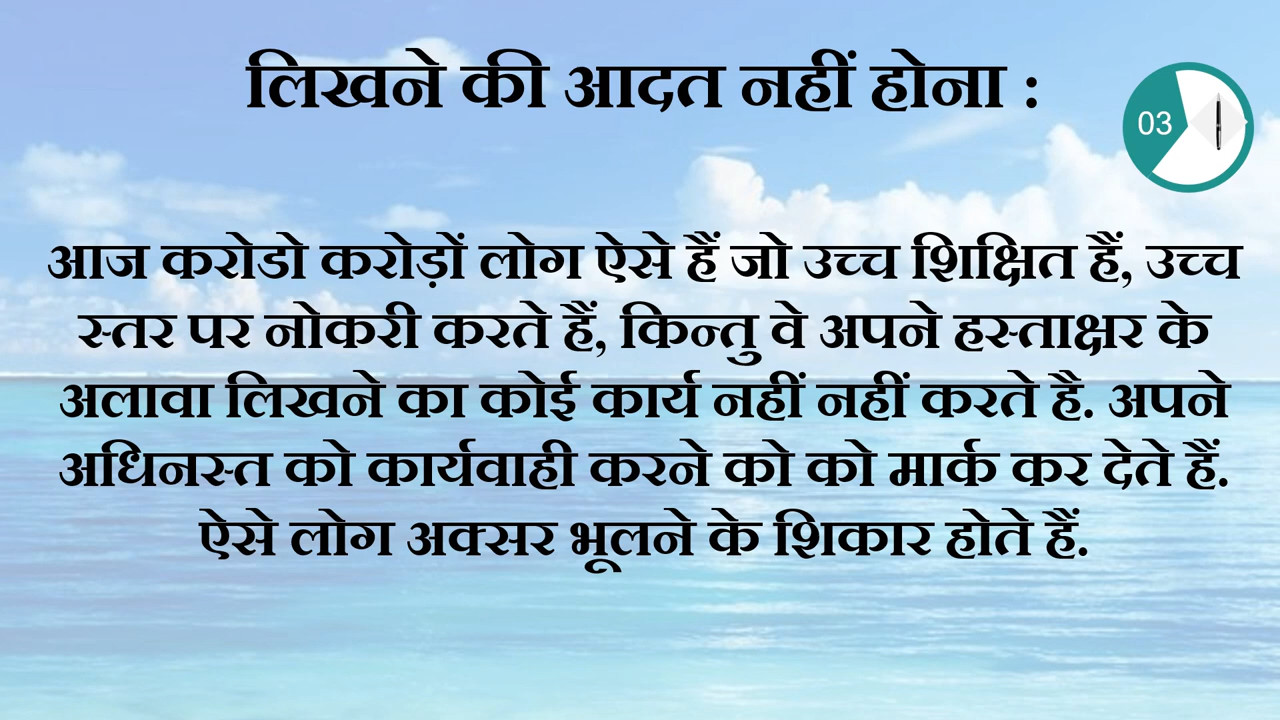 लिखने की आदत नहीं होना :
03
आज करोडो करोड़ों लोग ऐसे हैं जो उच्च शिक्षित हैं, उच्च
स्तर पर नोकरी करते हैं, किन्तु वे अपने हस्ताक्षर के
अलावा लिखने का कोई कार्य नहीं नहीं करते है. अपने
अधिनस्त को कार्यवाही करने को को मार्क कर देते हैं.
ऐसे लोग अक्सर भूलने के शिकार होते हैं.